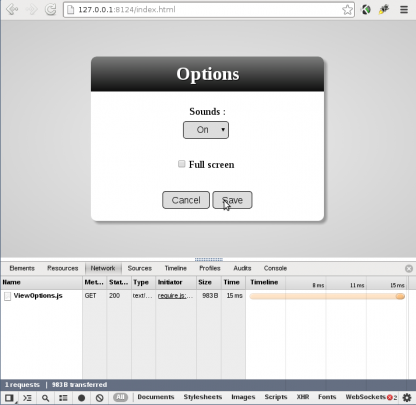 127.0.0.1:8124/index.html
Options
Sounds :
On
Full screen
Cancel Save
Elements Resources Network Sources Timeline Profiles Audits Console
Name Met... Stat... Type Initiator Size Time Timeline 8 ms 11 ms 15 ms
ViewOptions.js GET 200 text/... require.js:... 983 B 15 ms
1 requests | 983 B transferred
All Documents Stylesheets Images Scripts XHR Fonts WebSockets 2